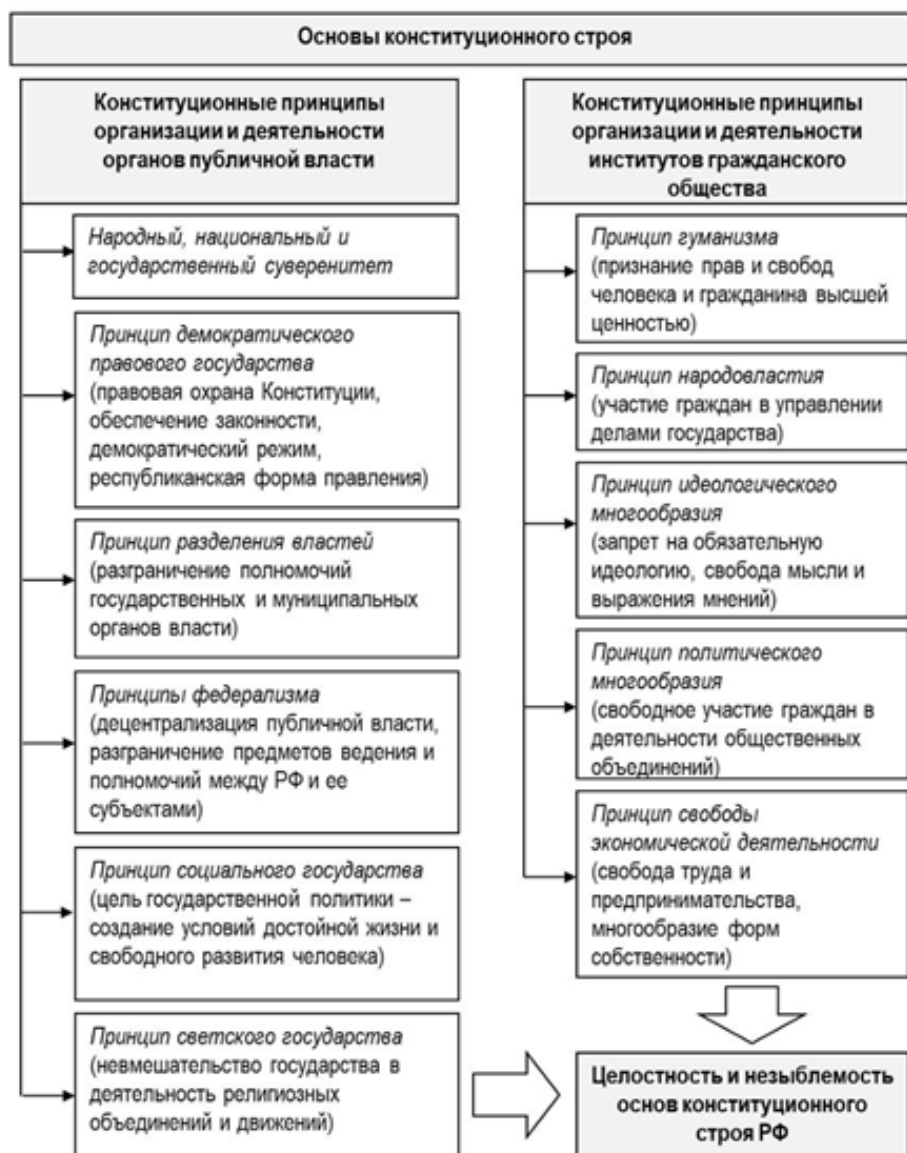 Основы конституционного строя
Конституционные принципы
организации и деятельности
органов публичной власти
Народный, национальный и
государственный суверенитет
Принцип демократического
правового государства
(правовая охрана Конституции,
обеспечение законности,
демократический режим,
республиканская форма правления)
Принцип разделения властей
(разграничение полномочий
государственных и муниципальных
органов власти)
Принципы федерализма
(децентрализация публичной власти,
разграничение предметов ведения и
полномочий между РФ и ее
субъектами)
Принцип социального государства
(цель государственной политики –
создание условий достойной жизни и
свободного развития человека)
Принцип светского государства
(невмешательство государства в
деятельность религиозных
объединений и движений)
Конституционные принципы
организации и деятельности
институтов гражданского
общества
Принцип гуманизма
(признание прав и свобод
человека и гражданина высшей
ценностью)
Принцип народовластия
(участие граждан в управлении
делами государства)
Принцип идеологического
многообразия
(запрет на обязательную
идеологию, свобода мысли и
выражения мнений)
Принцип политического
многообразия
(свободное участие граждан в
деятельности общественных
объединений)
Принцип свободы
экономической деятельности
(свобода труда и
предпринимательства,
многообразие форм
собственности)
Целостность и незыблемость
основ конституционного
строя РФ